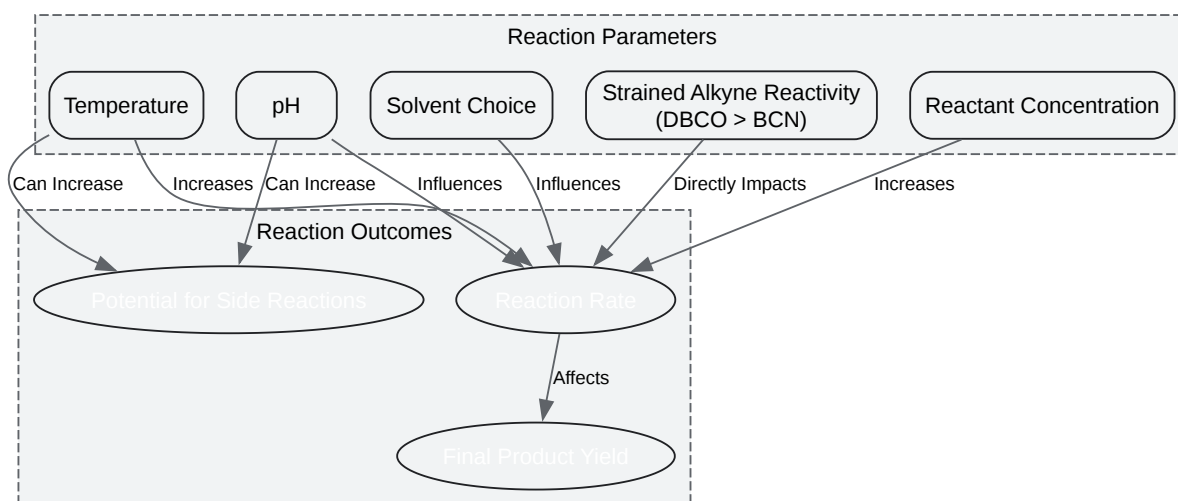 Reaction Parameters
Temperature
pH
Solvent Choice
Strained Alkyne Reactivity
(DBCO > BCN)
Reactant Concentration
Can Increase
Increases
Can Increase
Influences
Influences
Directly Impacts
Increases
Reaction Outcomes
Potential for Side Reactions
Reaction Rate
Affects
Final Product Yield